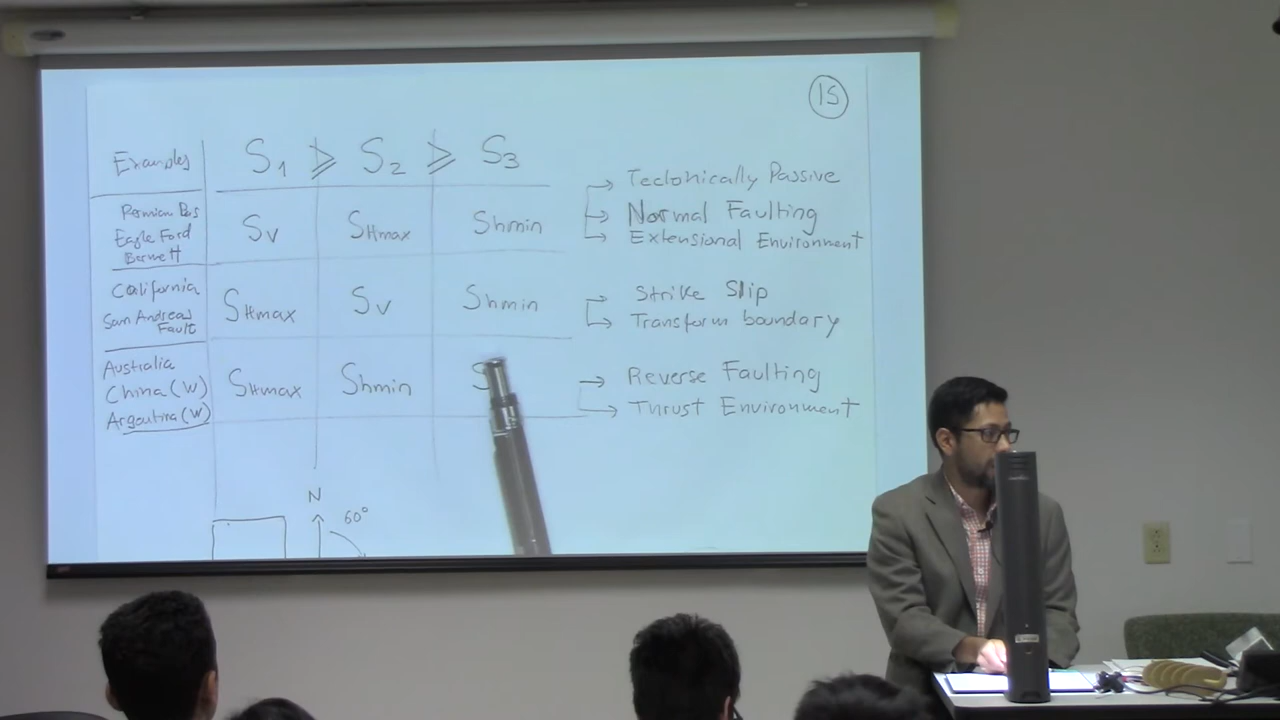 15
Examples S1 ≥ S2 ≥ S3
Tectonically Passive
Permian Bas
Eagle Ford
Barnett
Sv SHmax Shmin
Normal Faulting
Extensional Environment
California
San Andreas
Fault
SHmax Sv Shmin
Strike Slip
Transform boundary
Australia
China (W)
Argentina (W)
SHmax Shmin S
Reverse Faulting
Thrust Environment
N
60°